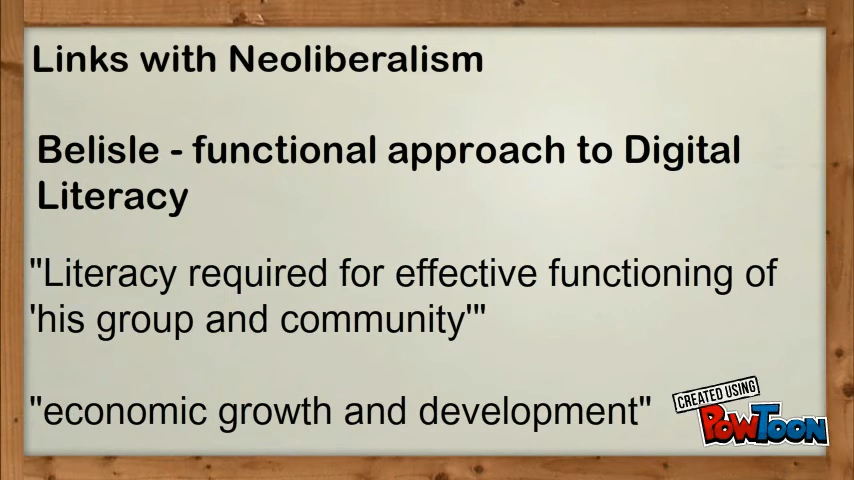 Links with Neoliberalism
Belisle - functional approach to Digital
Literacy
"Literacy required for effective functioning of
'his group and community'"
"economic growth and development"
CREATED USING
POWTOON